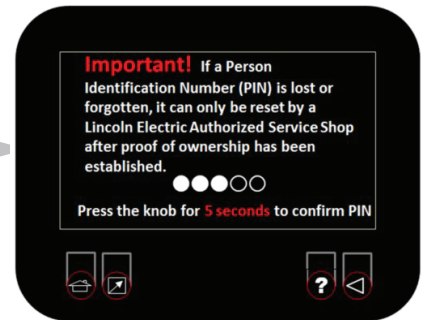 Important! If a Person
Identification Number (PIN) is lost or
forgotten, it can only be reset by a
Lincoln Electric Authorized Service Shop
after proof of ownership has been
established.
Press the knob for 5 seconds to confirm PIN
?